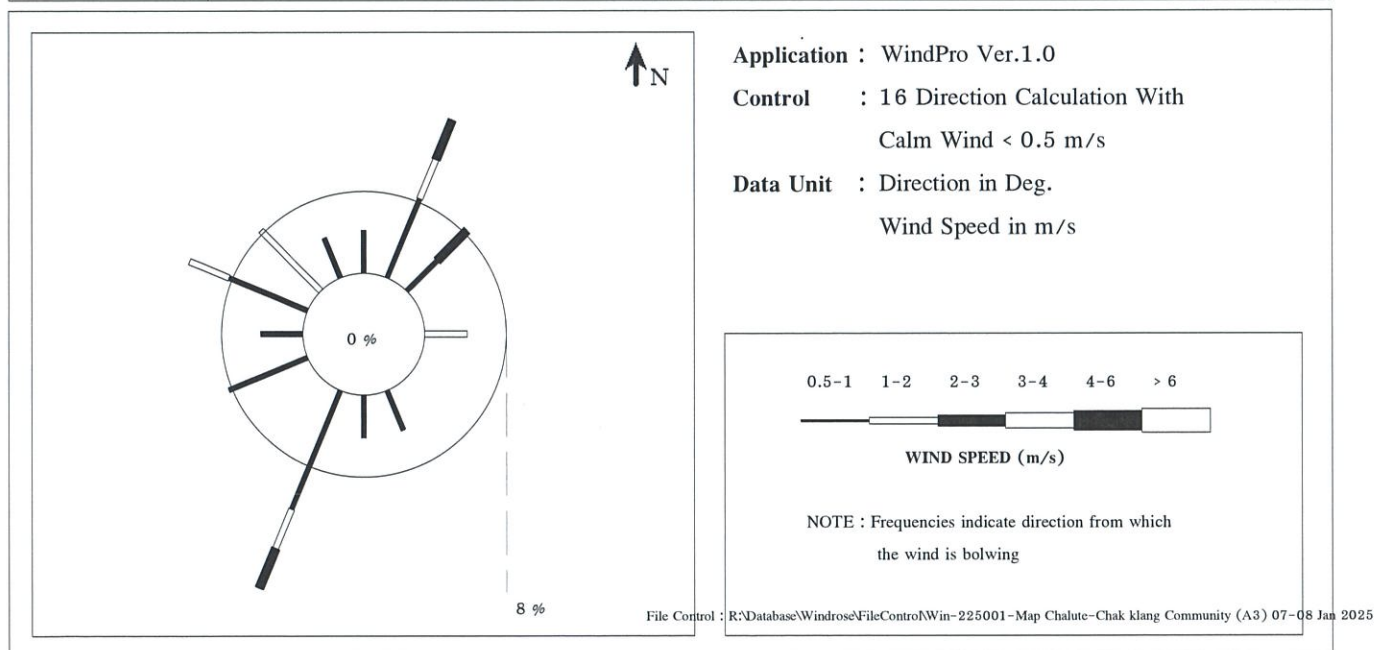 N
0 %
8 %
Application : WindPro Ver.1.0
Control : 16 Direction Calculation With
Calm Wind < 0.5 m/s
Data Unit : Direction in Deg.
Wind Speed in m/s
0.5-1 1-2 2-3 3-4 4-6 > 6
WIND SPEED (m/s)
NOTE : Frequencies indicate direction from which
the wind is bolwing
File Control : R:\Database\Windrose\FileControl\Win-225001-Map Chalute-Chak klang Community (A3) 07-08 Jan 2025